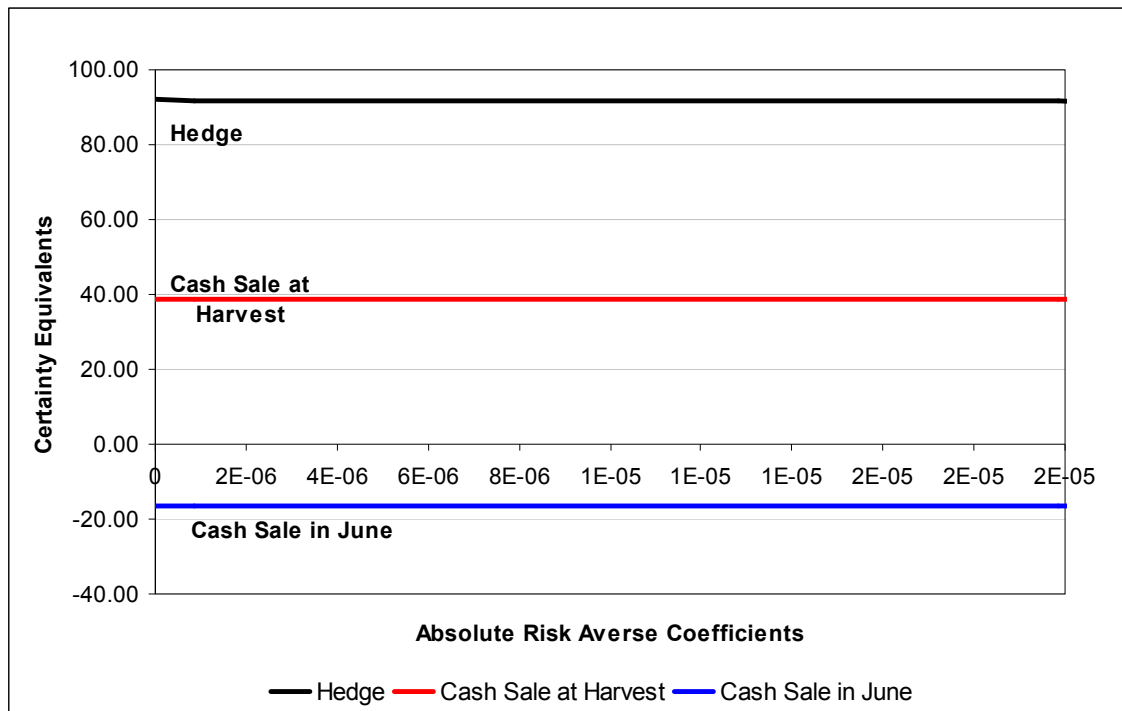 100.00
Hedge
80.00
60.00
Cash Sale at
40.00
Harvest
20.00
0.00
0 2E-06 4E-06 6E-06 8E-06 1E-05 1E-05 1E-05 2E-05 2E-05 2E-05
-20.00
Cash Sale in June
-40.00
Certainty Equivalents
Absolute Risk Averse Coefficients
Hedge Cash Sale at Harvest Cash Sale in June